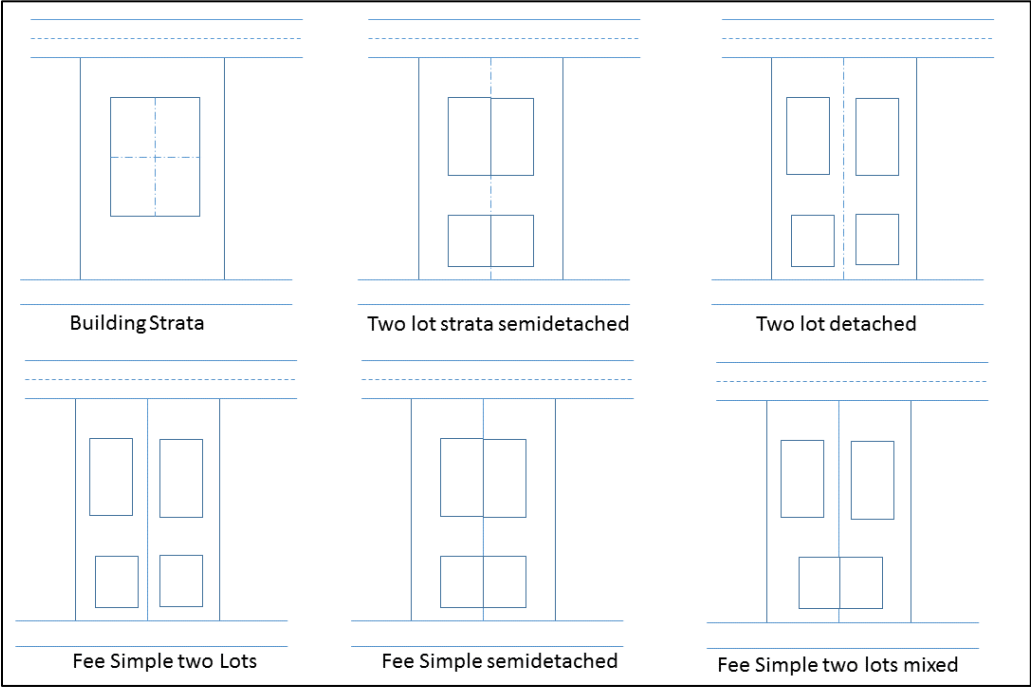 Building Strata
Two lot strata semidetached
Two lot detached
Fee Simple two Lots
Fee Simple semidetached
Fee Simple two lots mixed